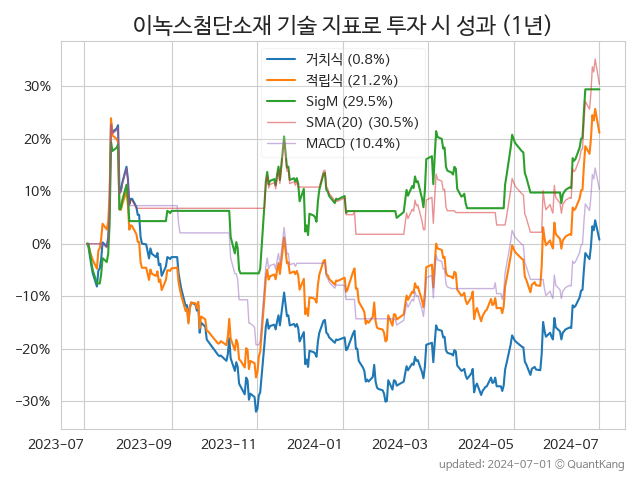 이녹스첨단소재 기술 지표로 투자 시 성과 (1년)
거치식 (0.8%)
적립식 (21.2%)
SigM (29.5%)
SMA(20) (30.5%)
MACD (10.4%)
30%
20%
10%
0%
−10%
−20%
−30%
2023-07 2023-09 2023-11 2024-01 2024-03 2024-05 2024-07
updated: 2024-07-01 © QuantKang